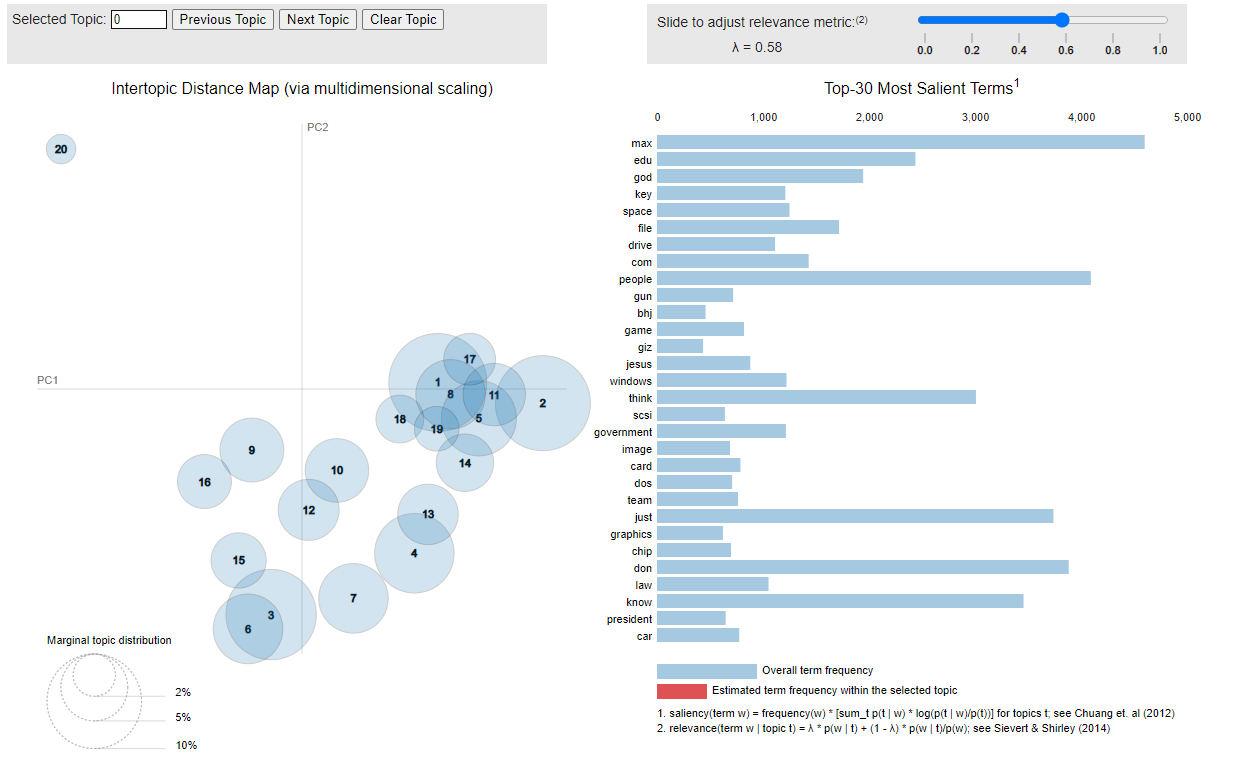 Selected Topic: 0 Previous Topic Next Topic Clear Topic
Slide to adjust relevance metric:(2)
λ = 0.58
0.0 0.2 0.4 0.6 0.8 1.0
Intertopic Distance Map (via multidimensional scaling)
PC2
PC1
20
17
1
8
11
2
18
19
5
14
9
10
16
12
13
4
15
7
3
6
Marginal topic distribution
2%
5%
10%
Top-30 Most Salient Terms1
0 1,000 2,000 3,000 4,000 5,000
max
edu
god
key
space
file
drive
com
people
gun
bhj
game
giz
jesus
windows
think
scsi
government
image
card
dos
team
just
graphics
chip
don
law
know
president
car
Overall term frequency
Estimated term frequency within the selected topic
1. saliency(term w) = frequency(w) * [sum_t p(t | w) * log(p(t | w)/p(t))] for topics t; see Chuang et. al (2012)
2. relevance(term w | topic t) = λ * p(w | t) + (1 - λ) * p(w | t)/p(w); see Sievert & Shirley (2014)